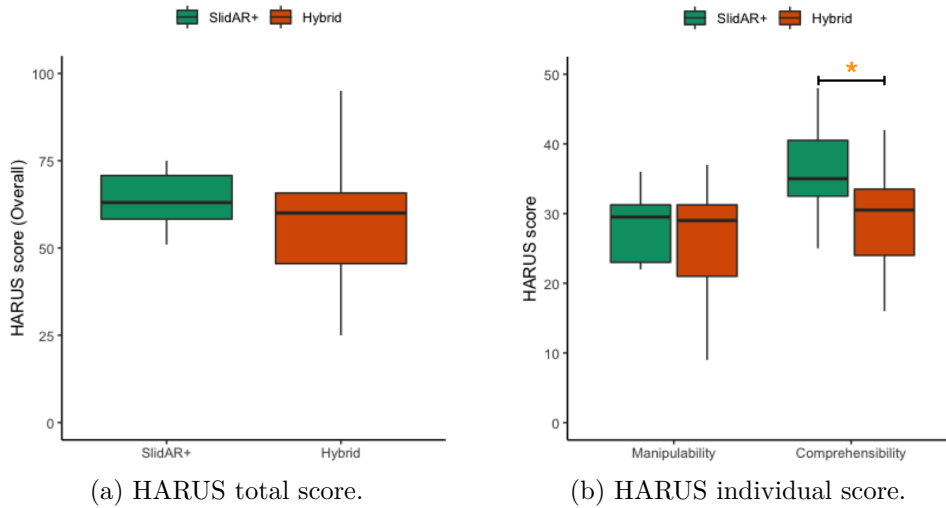 SlidAR+ Hybrid
HARUS score (Overall)
100
75
50
25
0
SlidAR+ Hybrid
(a) HARUS total score.
SlidAR+ Hybrid
HARUS score
50
40
30
20
10
0
*
Manipulability Comprehensibility
(b) HARUS individual score.